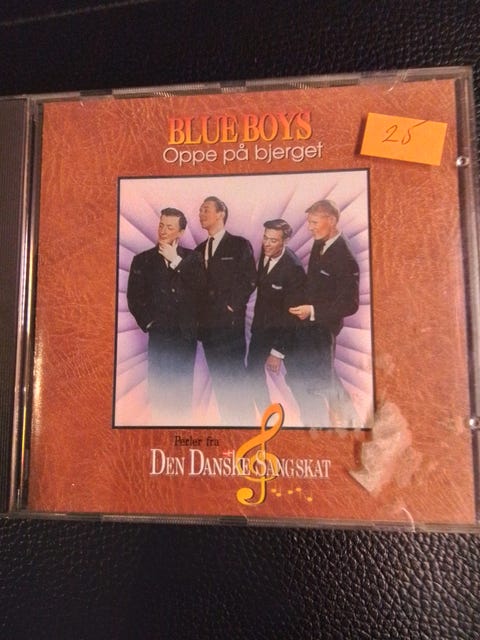 BLUE BOYS
Oppe på bjerget
25
Perler fra
DEN DANSKE SANGSKAT